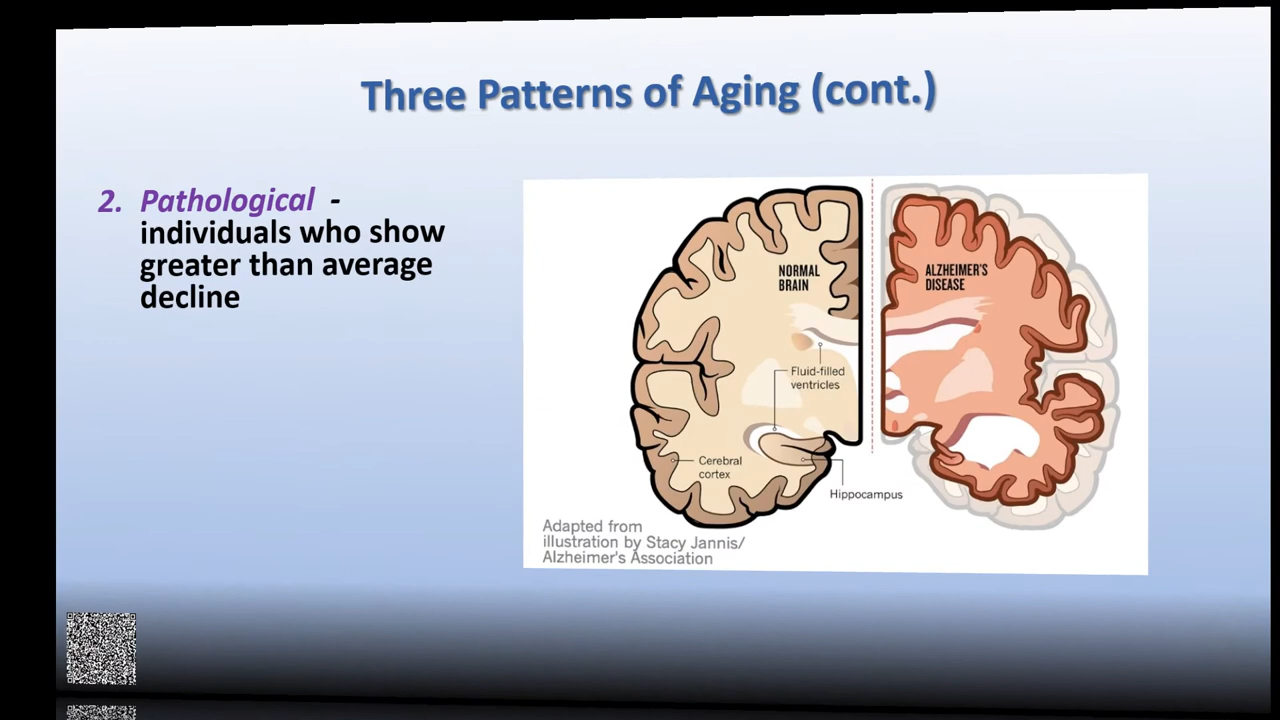 Three Patterns of Aging (cont.)
2. Pathological -
individuals who show
greater than average
decline
NORMAL
BRAIN
ALZHEIMER'S
DISEASE
Fluid-filled
ventricles
Cerebral
cortex
Hippocampus
Adapted from
illustration by Stacy Jannis/
Alzheimer's Association